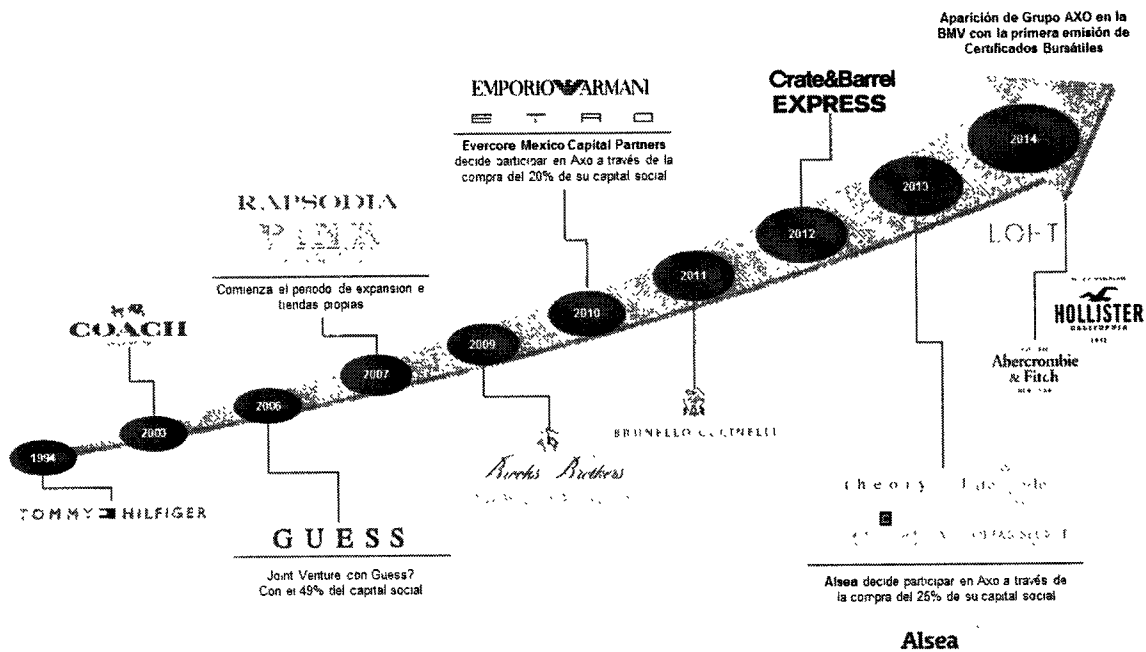 Aparición de Grupo AXO en la
BMV con la primera emisión de
Certificados Bursátiles
EMPORIO ARMANI
ETRO
Evercore Mexico Capital Partners
decide participar en Axo a través de la
compra del 20% de su capital social
Crate&Barrel
EXPRESS
2014
2013
2012
2011
2010
2009
2007
2006
2003
1994
RAPSODIA
PINK
Comienza el periodo de expansion e
tiendas propias
COACH
TOMMY HILFIGER
GUESS
Joint Venture con Guess?
Con el 49% del capital social
Brooks Brothers
BRUNELLO CUCINELLI
LOFT
HOLLISTER
CALIFORNIA
Abercrombie
& Fitch
theory
Alsea decide participar en Axo a través de
la compra del 25% de su capital social
Alsea